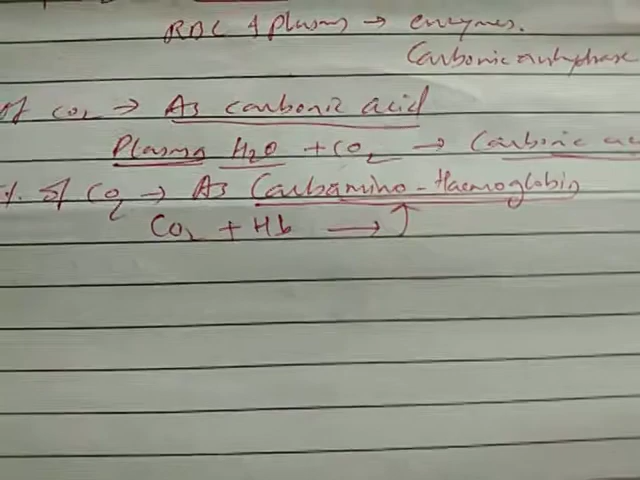 RBC & plasma → enzymes.
Carbonic anhydrase
of CO2 → As carbonic acid
Plasma H2O + CO2 → Carbonic ac
%. of CO2 → As Carbamino-Haemoglobin
CO2 + Hb → ↑